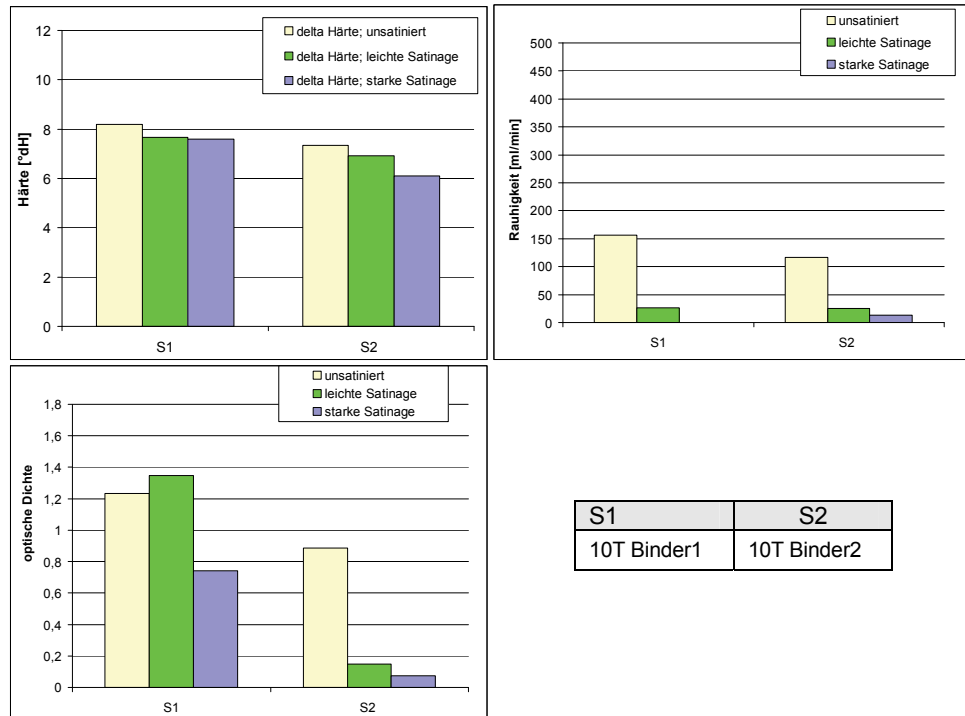 12
10
8
6
4
2
0
Härte [°dH]
delta Härte; unsatiniert
delta Härte; leichte Satinage
delta Härte; starke Satinage
S1 S2
500
450
400
350
300
250
200
150
100
50
0
Rauhigkeit [ml/min]
unsatiniert
leichte Satinage
starke Satinage
S1 S2
1,8
1,6
1,4
1,2
1
0,8
0,6
0,4
0,2
0
optische Dichte
unsatiniert
leichte Satinage
starke Satinage
S1 S2
S1 S2
10T Binder1 10T Binder2